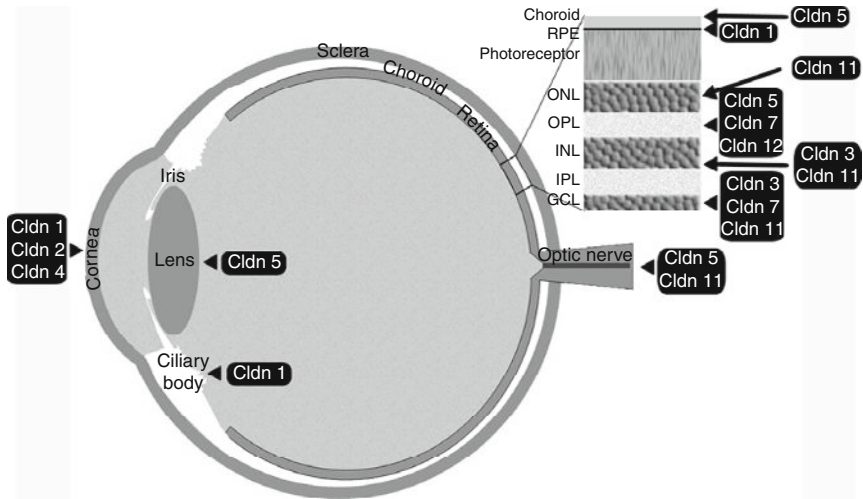 Choroid
Cldn 5
RPE
Cldn 1
Photoreceptor
Cldn 11
ONL
Cldn 5
OPL
Cldn 7
Cldn 12
INL
Cldn 3
Cldn 11
IPL
Cldn 3
GCL
Cldn 7
Cldn 11
Sclera
Choroid
Retina
Iris
Cldn 1
Cldn 2
Cldn 4
Cornea
Lens
Cldn 5
Optic nerve
Cldn 5
Cldn 11
Ciliary
body
Cldn 1